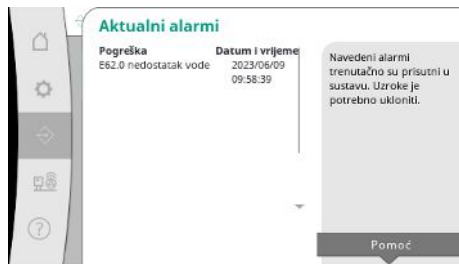 Aktualni alarmi
Pogreška Datum i vrijeme
E62.0 nedostatak vode 2023/06/09
09:58:39
Navedeni alarmi
trenutačno su prisutni u
sustavu. Uzroke je
potrebno ukloniti.
Pomoć